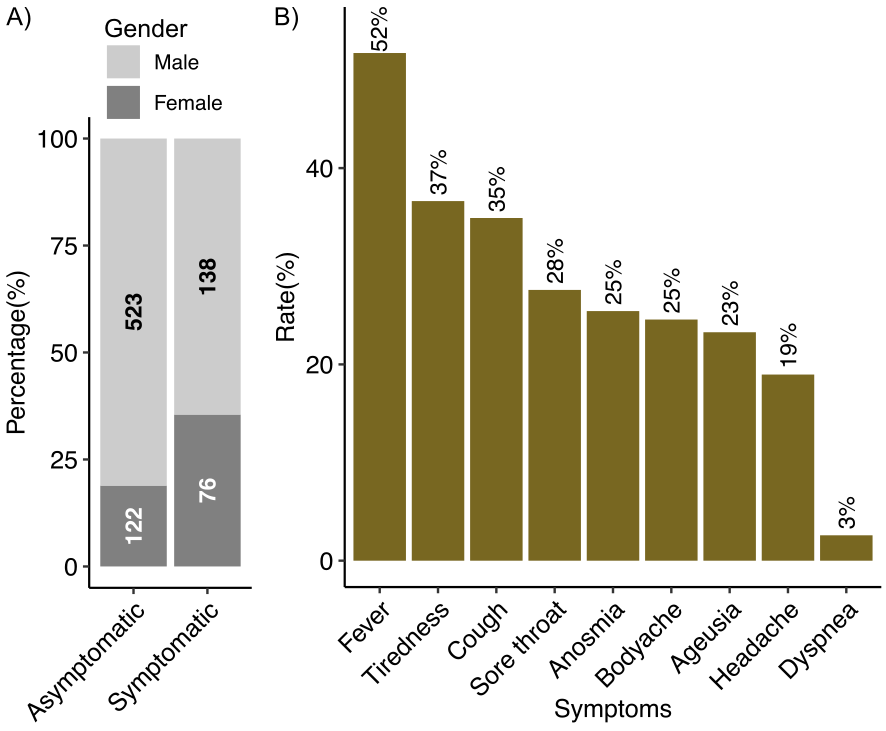 A)
Gender
Male
Female
Percentage(%)
100
75
50
25
0
523
138
122
76
Asymptomatic
Symptomatic
B)
Rate(%)
40
20
0
52%
37%
35%
28%
25%
25%
23%
19%
3%
Fever
Tiredness
Cough
Sore throat
Anosmia
Bodyache
Ageusia
Headache
Dyspnea
Symptoms